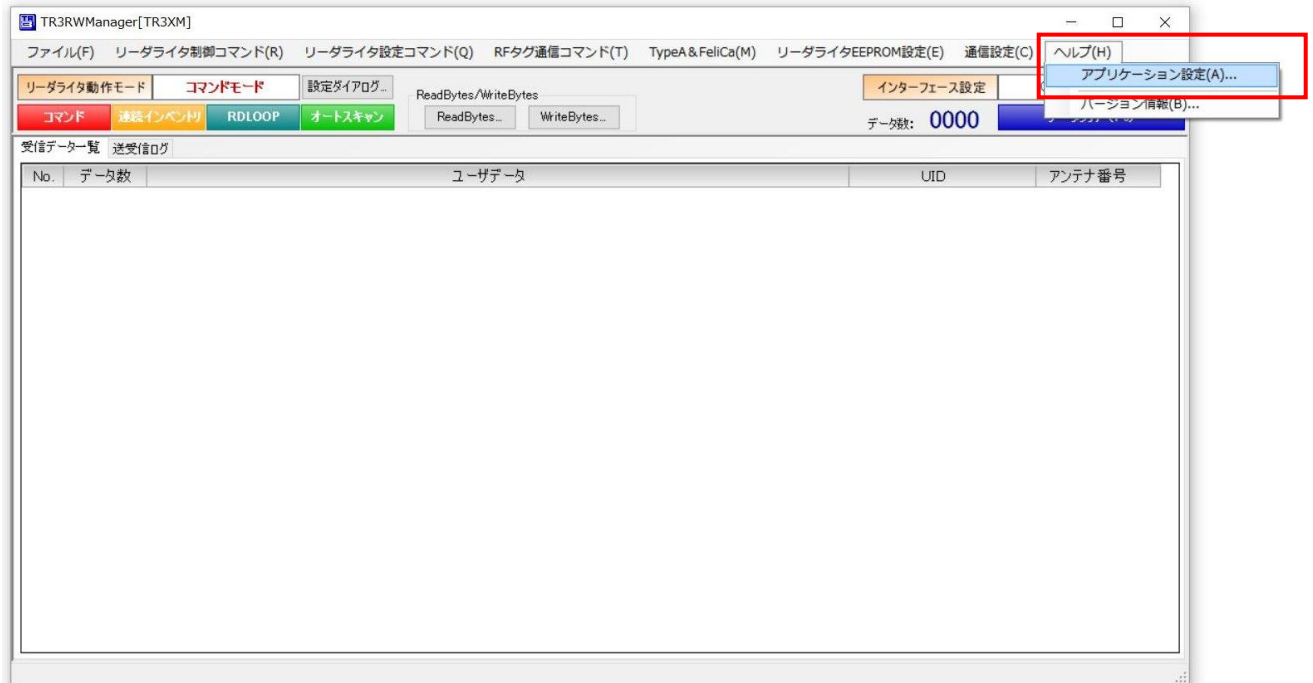 TR3RWManager[TR3XM]
ファイル(F) リーダライタ制御コマンド(R) リーダライタ設定コマンド(Q) RFタグ通信コマンド(T) TypeA&FeliCa(M) リーダライタEEPROM設定(E) 通信設定(C) ヘルプ(H)
アプリケーション設定(A)...
バージョン情報(B)...
リーダライタ動作モード コマンドモード 設定ダイアログ... ReadBytes/WriteBytes インターフェース設定
コマンド 連続インベントリ RDLOOP オートスキャン ReadBytes... WriteBytes... データ数: 0000
受信データ一覧 送受信ログ
No. データ数 ユーザデータ UID アンテナ番号